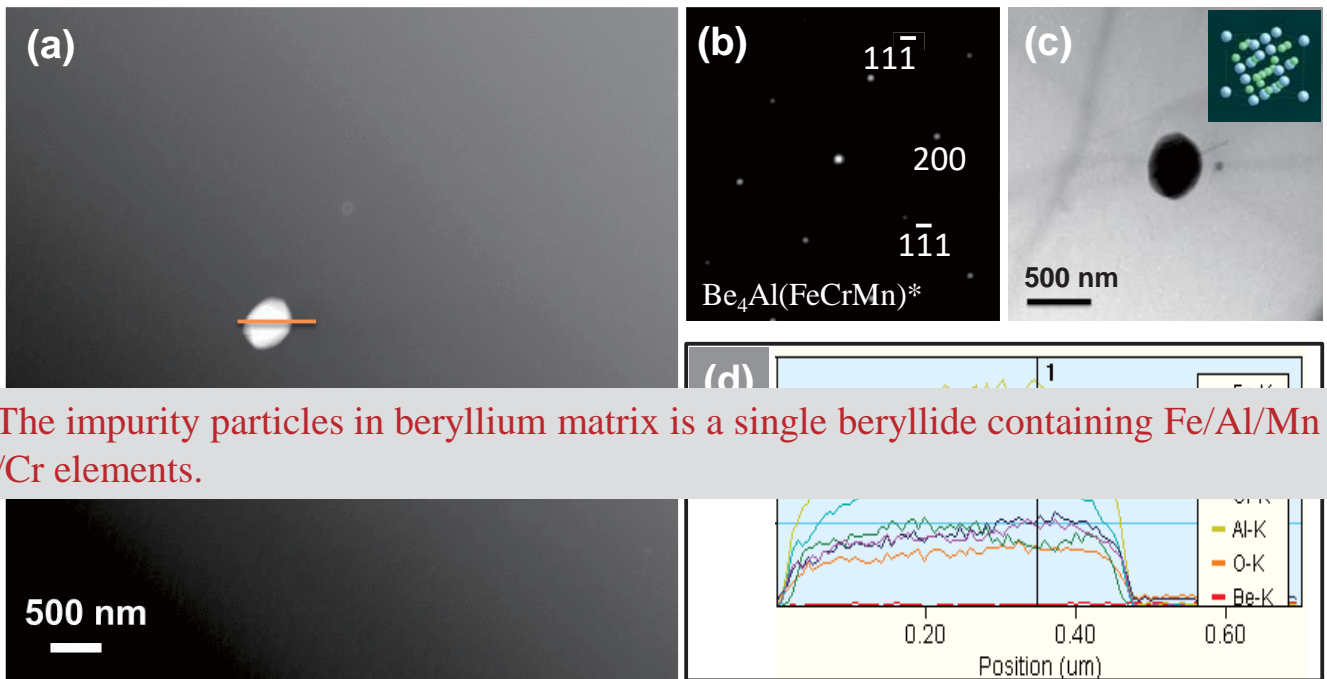 (a)
500 nm
(b)
111̅
200
11̅1
Be₄Al(FeCrMn)*
(c)
500 nm
(d)
1
The impurity particles in beryllium matrix is a single beryllide containing Fe/Al/Mn
/Cr elements.
Al-K
O-K
Be-K
0.20 0.40 0.60
Position (um)